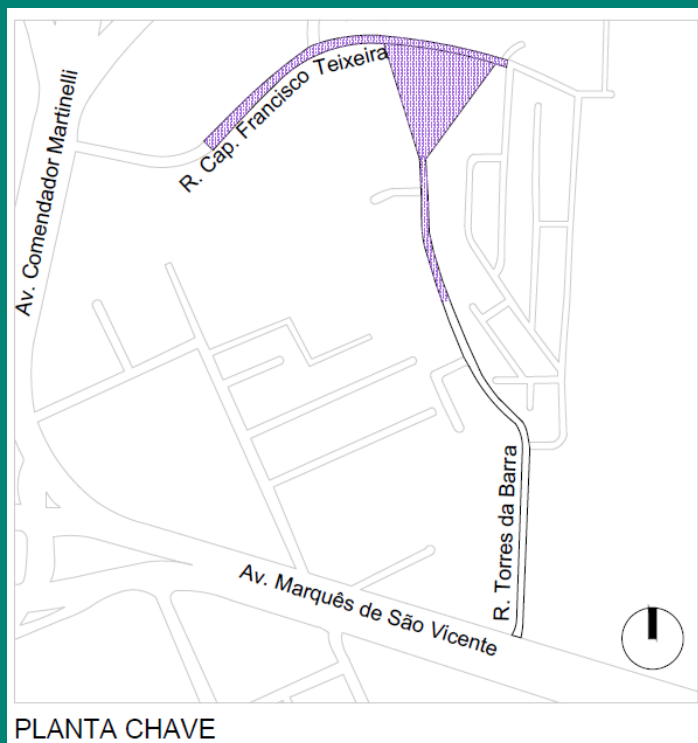 R. Cap. Francisco Teixeira
Av. Comendador Martinelli
R. Torres da Barra
Av. Marquês de São Vicente
PLANTA CHAVE